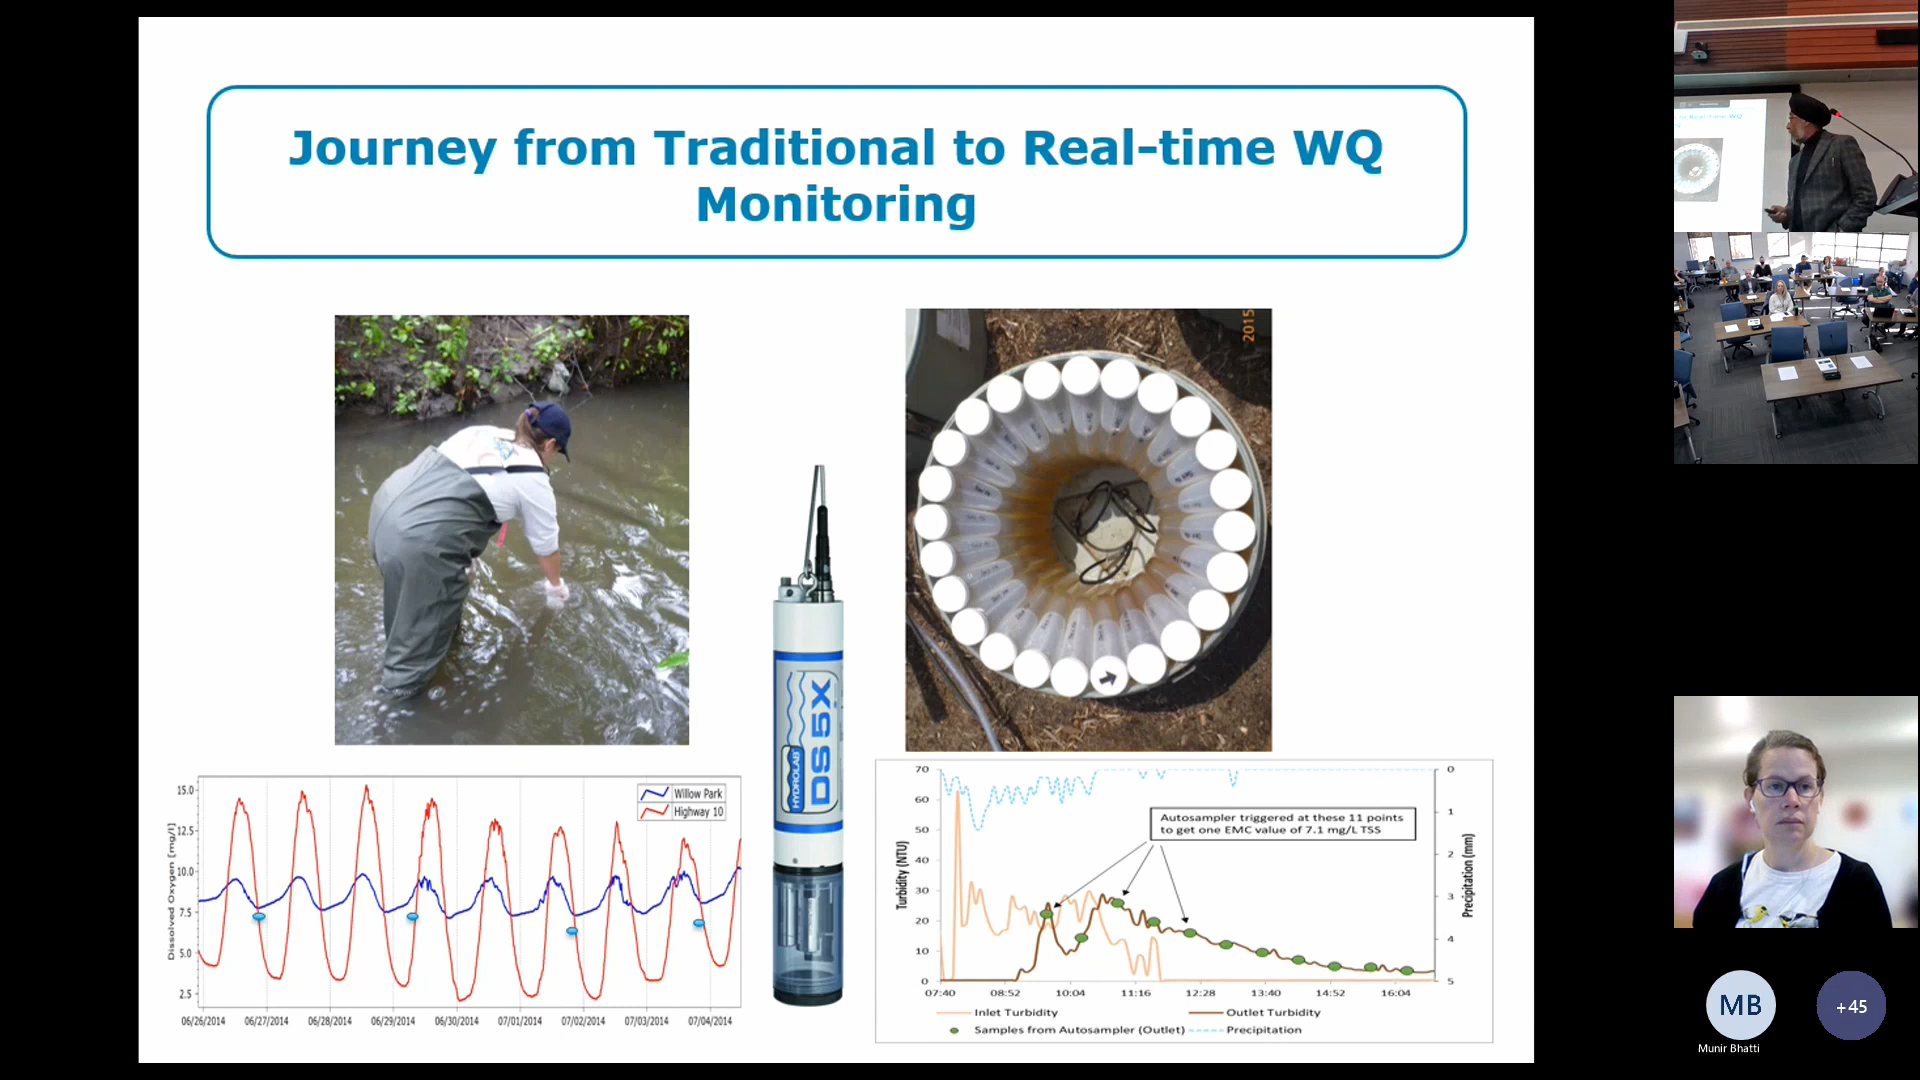 Journey from Traditional to Real-time WQ
Monitoring
2015
HYDROLAB
DS 5X
15.0
12.5
10.0
7.5
5.0
2.5
Dissolved Oxygen [mg/l]
Willow Park
Highway 10
06/26/2014
06/27/2014
06/28/2014
06/29/2014
06/30/2014
07/01/2014
07/02/2014
07/03/2014
07/04/2014
70
60
50
40
30
20
10
0
Turbidity (NTU)
Autosampler triggered at these 11 points
to get one EMC value of 7.1 mg/L TSS
0
1
2
3
4
5
Precipitation (mm)
07:40
08:52
10:04
11:16
12:28
13:40
14:52
16:04
Inlet Turbidity
Outlet Turbidity
Samples from Autosampler (Outlet)
Precipitation
MB
Munir Bhatti
+45